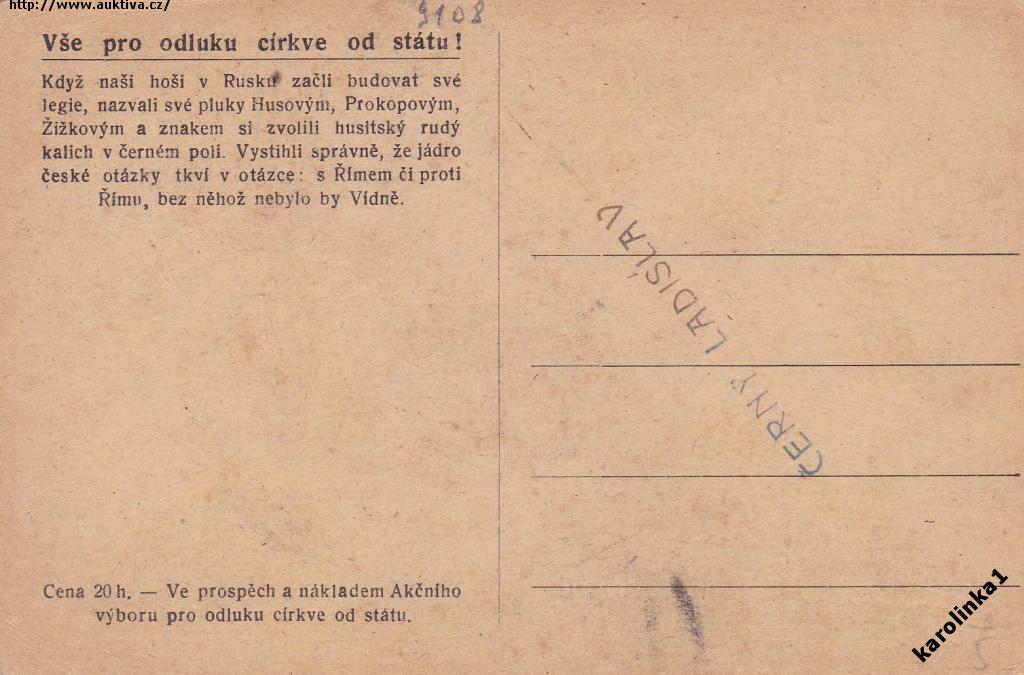 http://www.auktiva.cz/
9108
Vše pro odluku církve od státu!
Když naši hoši v Rusku začli budovat své
legie, nazvali své pluky Husovým, Prokopovým,
Žižkovým a znakem si zvolili husitský rudý
kalich v černém poli. Vystihli správně, že jádro
české otázky tkví v otázce: s Římem či proti
Římu, bez něhož nebylo by Vídně.
ČERNÝ LADISLAV
Cena 20 h. — Ve prospěch a nákladem Akčního
výboru pro odluku církve od státu.
karolinka1